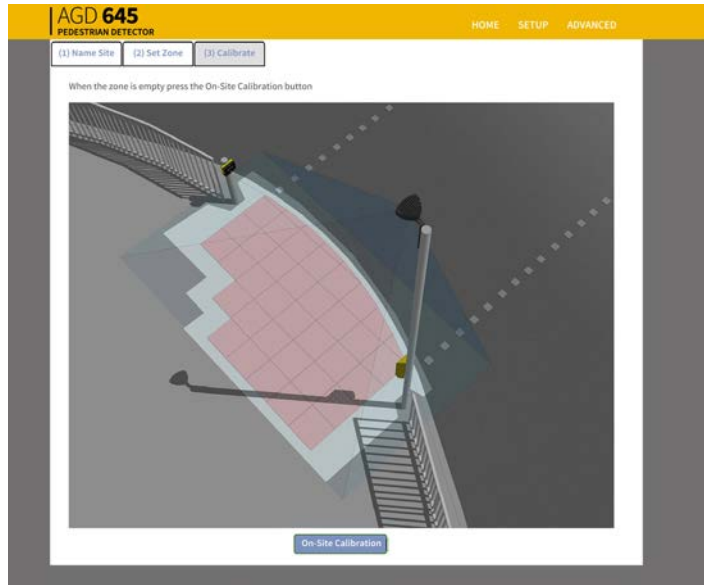 AGD 645
PEDESTRIAN DETECTOR
HOME SETUP ADVANCED
(1) Name Site (2) Set Zone (3) Calibrate
When the zone is empty press the On-Site Calibration button
On-Site Calibration